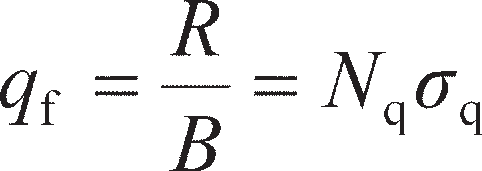 q_f = R/B = N_q σ_q